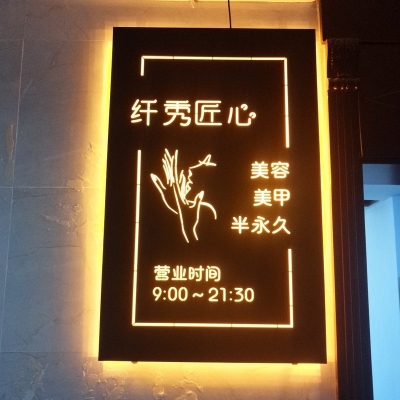 纤秀匠心
美容
美甲
半永久
营业时间
9:00～21:30